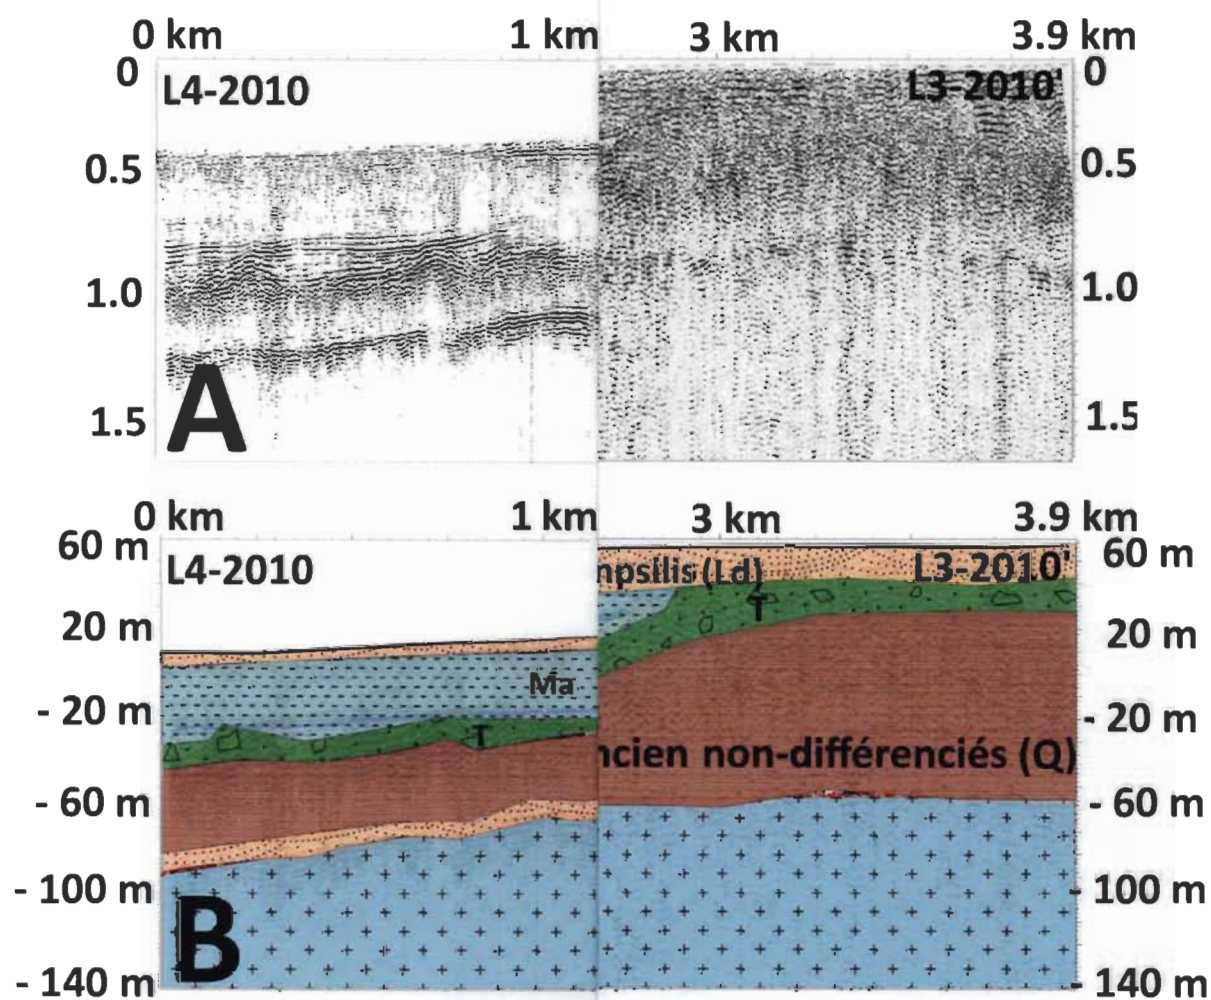 0 km 1 km 3 km 3.9 km
0 L4-2010 L3-2010' 0
0.5 0.5
1.0 1.0
A
1.5 1.5
0 km 1 km 3 km 3.9 km
60 m 60 m
L4-2010 npsilis (Ld) L3-2010'
T
20 m 20 m
Ma
- 20 m - 20 m
T
ncien non-différenciés (Q)
- 60 m - 60 m
- 100 m - 100 m
B
- 140 m - 140 m